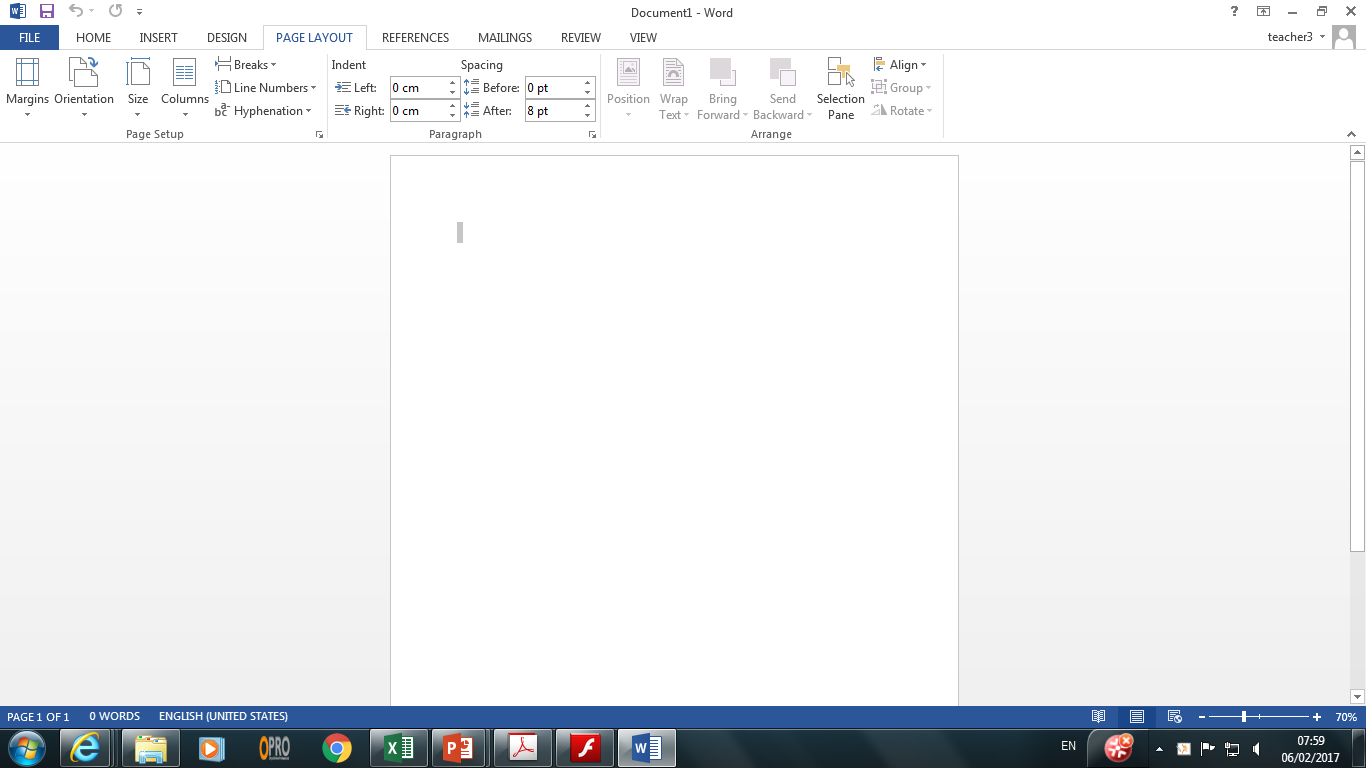 Document1 - Word
?
FILE HOME INSERT DESIGN PAGE LAYOUT REFERENCES MAILINGS REVIEW VIEW teacher3
Margins Orientation Size Columns
Breaks
Line Numbers
Hyphenation
Page Setup
Indent Spacing
Left: 0 cm Before: 0 pt
Right: 0 cm After: 8 pt
Paragraph
Position Wrap Text Bring Forward Send Backward Selection Pane
Align
Group
Rotate
Arrange
PAGE 1 OF 1 0 WORDS ENGLISH (UNITED STATES) 70%
OPRO
EN
07:59
06/02/2017